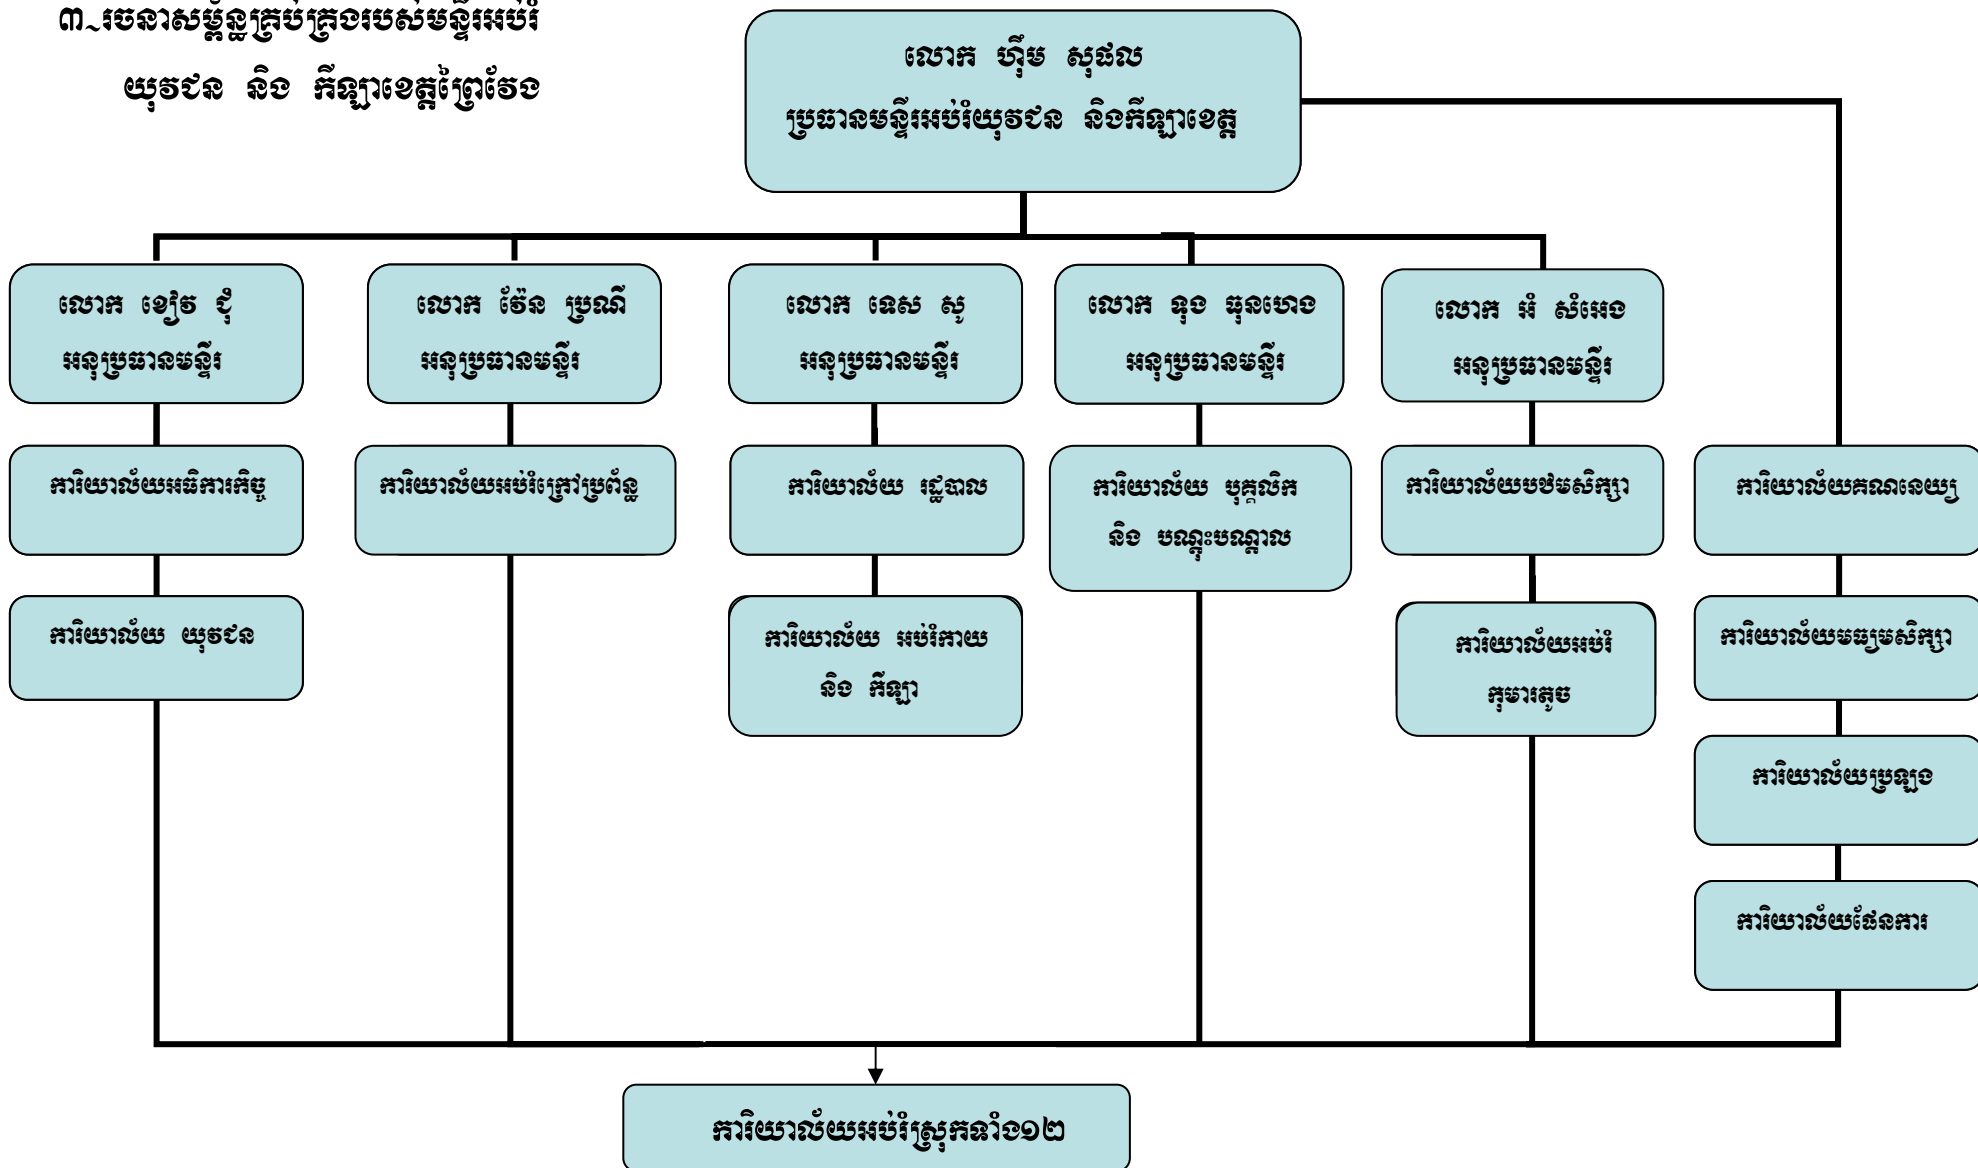 ៣~រចនាសម្ព័ន្ឋគ្រប់គ្រងរបស់មន្ទីរអប់រំ
យុវជន និង កីឡាខេត្តព្រៃវែង
លោក ហ៊ឹម សុផល
ប្រធានមន្ទីរអប់រំយុវជន និងកីឡាខេត្ត
លោក ខៀវ ជុំ
អនុប្រធានមន្ទីរ
លោក វ៉ែន ប្រណី
អនុប្រធានមន្ទីរ
លោក ទេស សូ
អនុប្រធានមន្ទីរ
លោក ទុង ធុនហេង
អនុប្រធានមន្ទីរ
លោក អំ សំអេង
អនុប្រធានមន្ទីរ
ការិយាល័យអធិការកិច្ច
ការិយាល័យអប់រំក្រៅប្រព័ន្ឋ
ការិយាល័យ រដ្ឋបាល
ការិយាល័យ បុគ្គលិក
និង បណ្តុះបណ្តាល
ការិយាល័យបឋមសិក្សា
ការិយាល័យគណនេយ្យ
ការិយាល័យ យុវជន
ការិយាល័យ អប់រំកាយ
និង កីឡា
ការិយាល័យអប់រំ
កុមារតូច
ការិយាល័យមធ្យមសិក្សា
ការិយាល័យប្រឡង
ការិយាល័យផែនការ
ការិយាល័យអប់រំស្រុកទាំង១២